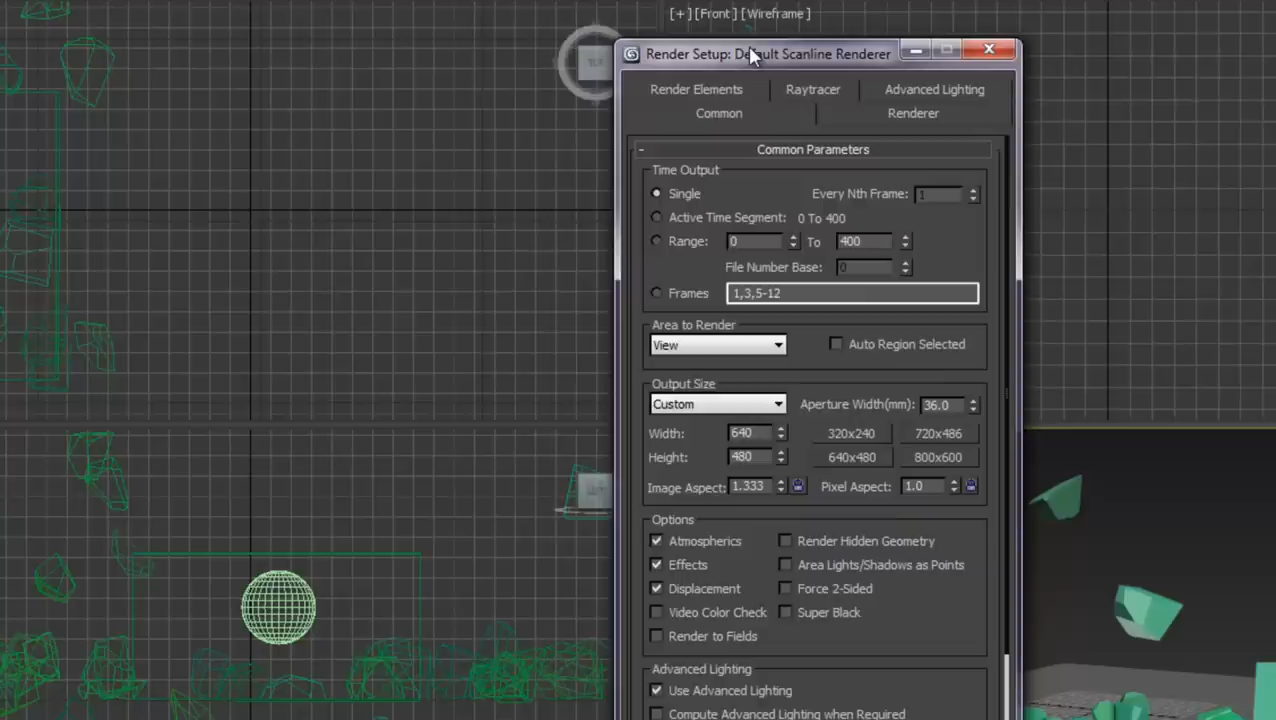 [+][Front][Wireframe]
Render Setup: Default Scanline Renderer
Render Elements Raytracer Advanced Lighting
Common Renderer
- Common Parameters
Time Output
Single Every Nth Frame: 1
Active Time Segment: 0 To 400
Range: 0 To 400
File Number Base: 0
Frames 1,3,5-12
Area to Render
View Auto Region Selected
Output Size
Custom Aperture Width(mm): 36.0
Width: 640 320x240 720x486
Height: 480 640x480 800x600
Image Aspect: 1.333 Pixel Aspect: 1.0
Options
Atmospherics Render Hidden Geometry
Effects Area Lights/Shadows as Points
Displacement Force 2-Sided
Video Color Check Super Black
Render to Fields
Advanced Lighting
Use Advanced Lighting
Compute Advanced Lighting when Required